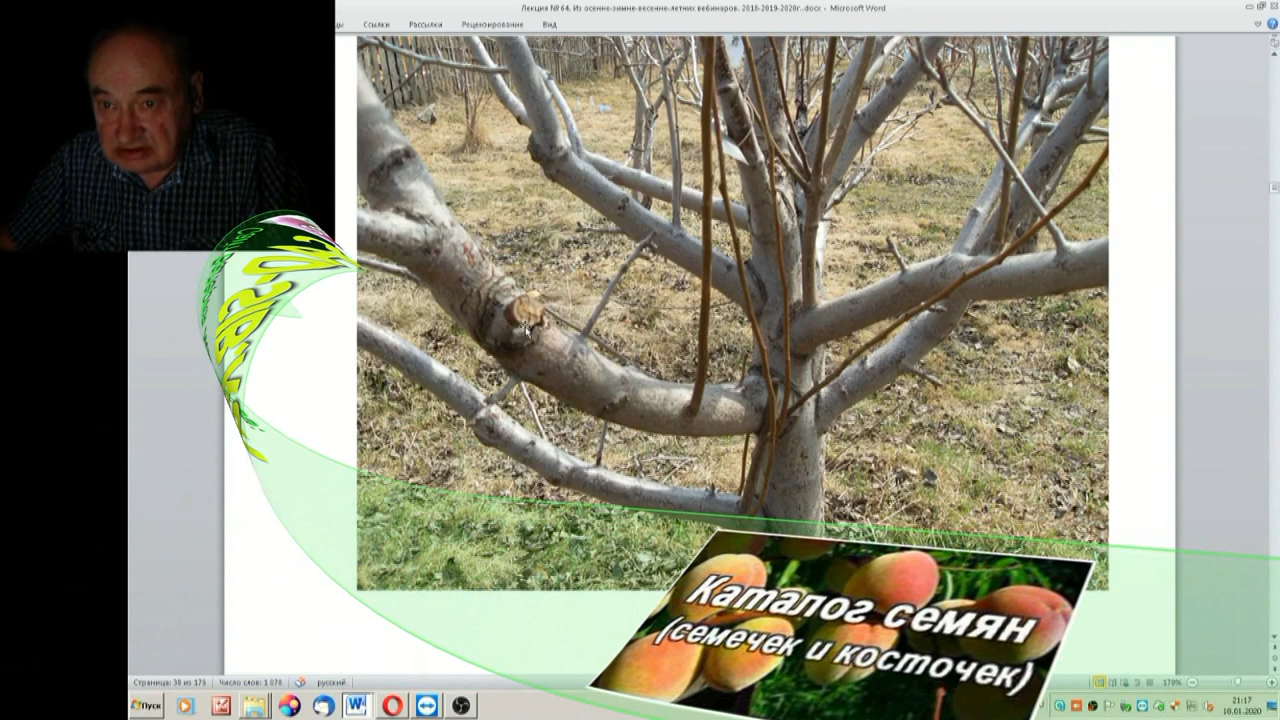 Лекция № 64. Из осенне-зимне-весенне-летних вебинаров. 2018-2019-2020г..docx - Microsoft Word
Ссылки Рассылки Рецензирование Вид
Каталог семян
(семечек и косточек)
Страница: 38 из 179 Число слов: 1 078 русский 178%
Пуск 21:17
10.01.2020